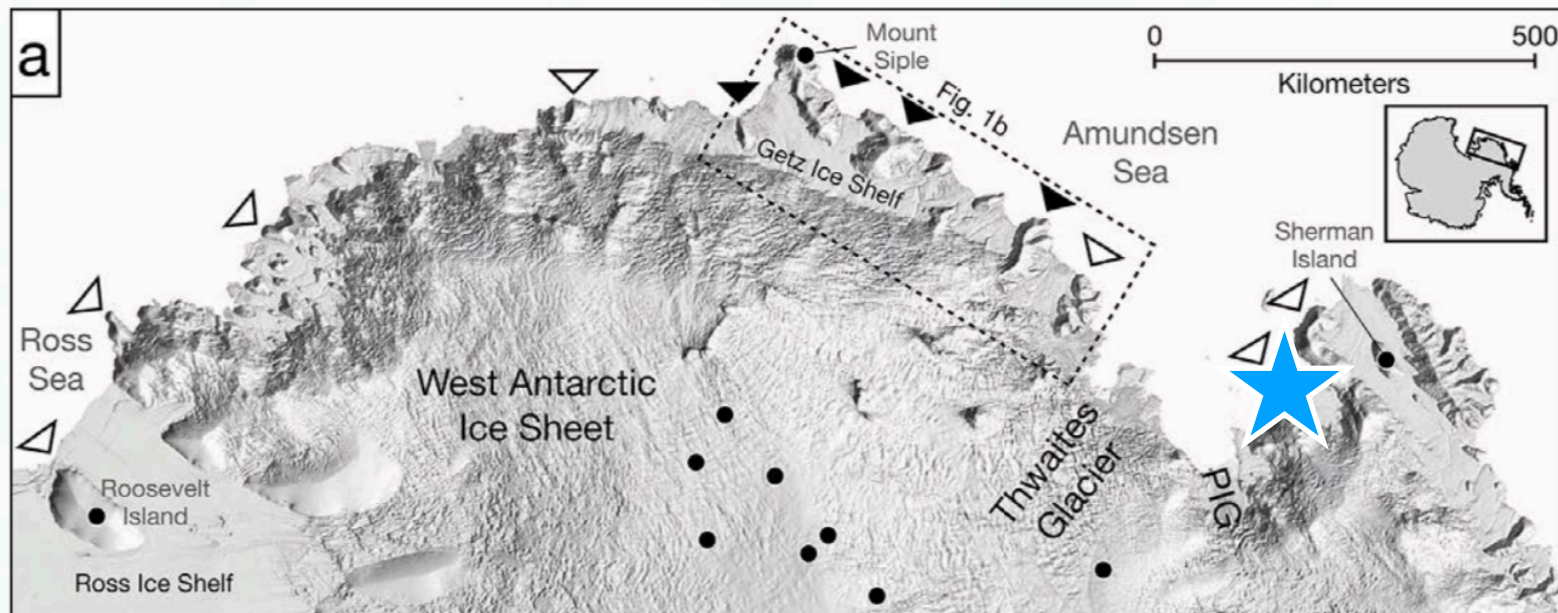 a
Mount
Siple
0
500
Kilometers
Fig. 1b
Amundsen
Sea
Getz Ice Shelf
Sherman
Island
Ross
Sea
West Antarctic
Ice Sheet
Thwaites
Glacier
PIG
Roosevelt
Island
Ross Ice Shelf